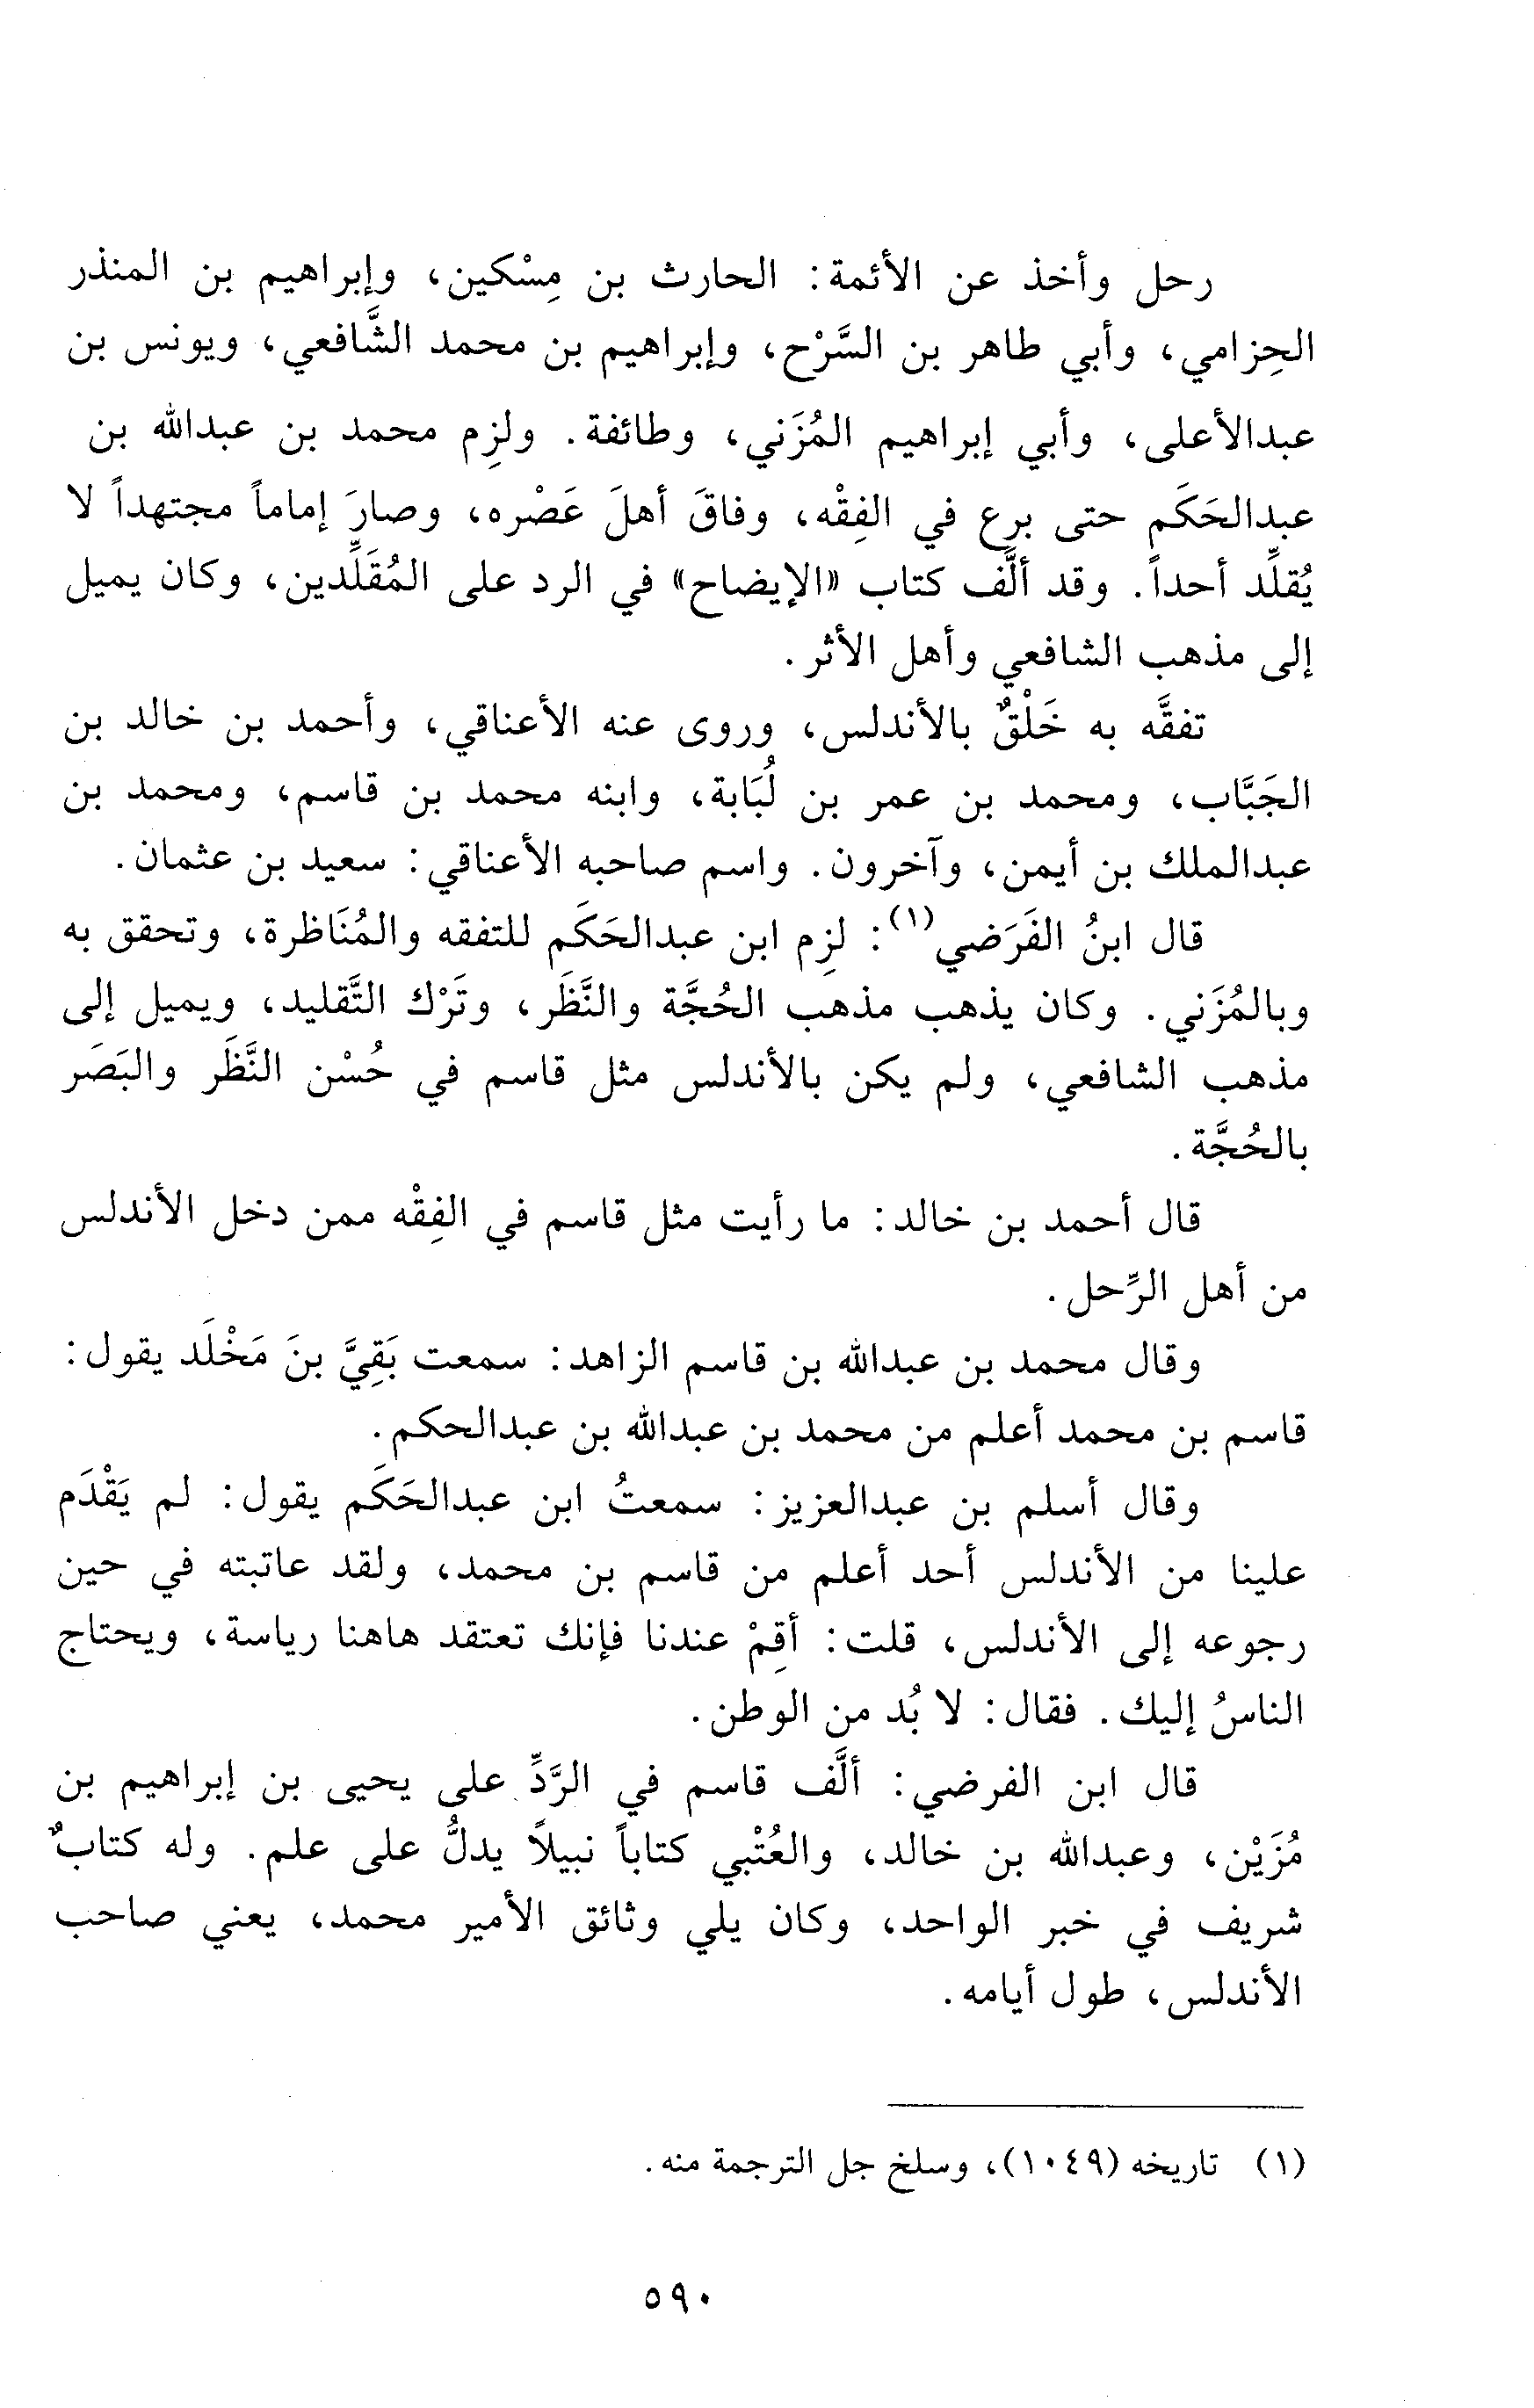 رحل وأخذ عن الأئمة: الحارث بن مِسْكين، وإبراهيم بن المنذر
الحِزامي، وأبي طاهر بن السَّرْح، وإبراهيم بن محمد الشَّافعي، ويونس بن
عبدالأعلى، وأبي إبراهيم المُزَني، وطائفة. ولزِم محمد بن عبدالله بن
عبدالحَكَم حتى برع في الفِقْه، وفاقَ أهلَ عَصْره، وصارَ إماماً مجتهداً لا
يُقلِّد أحداً. وقد ألَّف كتاب «الإيضاح» في الرد على المُقَلِّدين، وكان يميل
إلى مذهب الشافعي وأهل الأثر.
تفقَّه به خَلْقٌ بالأندلس، وروى عنه الأعناقي، وأحمد بن خالد بن
الجَبَّاب، ومحمد بن عمر بن لُبَابة، وابنه محمد بن قاسم، ومحمد بن
عبدالملك بن أيمن، وآخرون. واسم صاحبه الأعناقي: سعيد بن عثمان.
قال ابنُ الفَرَضي(١): لزِم ابن عبدالحَكَم للتفقه والمُنَاظرة، وتحقق به
وبالمُزَني. وكان يذهب مذهب الحُجَّة والنَّظَر، وتَرْك التَّقليد، ويميل إلى
مذهب الشافعي، ولم يكن بالأندلس مثل قاسم في حُسْن النَّظَر والبَصَر
بالحُجَّة.
قال أحمد بن خالد: ما رأيت مثل قاسم في الفِقْه ممن دخل الأندلس
من أهل الرِّحل.
وقال محمد بن عبدالله بن قاسم الزاهد: سمعت بَقِيَّ بنَ مَخْلَد يقول:
قاسم بن محمد أعلم من محمد بن عبدالله بن عبدالحكم.
وقال أسلم بن عبدالعزيز: سمعتُ ابن عبدالحَكَم يقول: لم يَقْدَم
علينا من الأندلس أحد أعلم من قاسم بن محمد، ولقد عاتبته في حين
رجوعه إلى الأندلس، قلت: أقِمْ عندنا فإنك تعتقد هاهنا رياسة، ويحتاج
الناسُ إليك. فقال: لا بُد من الوطن.
قال ابن الفرضي: ألَّف قاسم في الرَّدِّ على يحيى بن إبراهيم بن
مُزَيْن، وعبدالله بن خالد، والعُتْبي كتاباً نبيلاً يدلُّ على علم. وله كتابٌ
شريف في خبر الواحد، وكان يلي وثائق الأمير محمد، يعني صاحب
الأندلس، طول أيامه.
(١) تاريخه (١٠٤٩)، وسلخ جل الترجمة منه.
٥٩٠